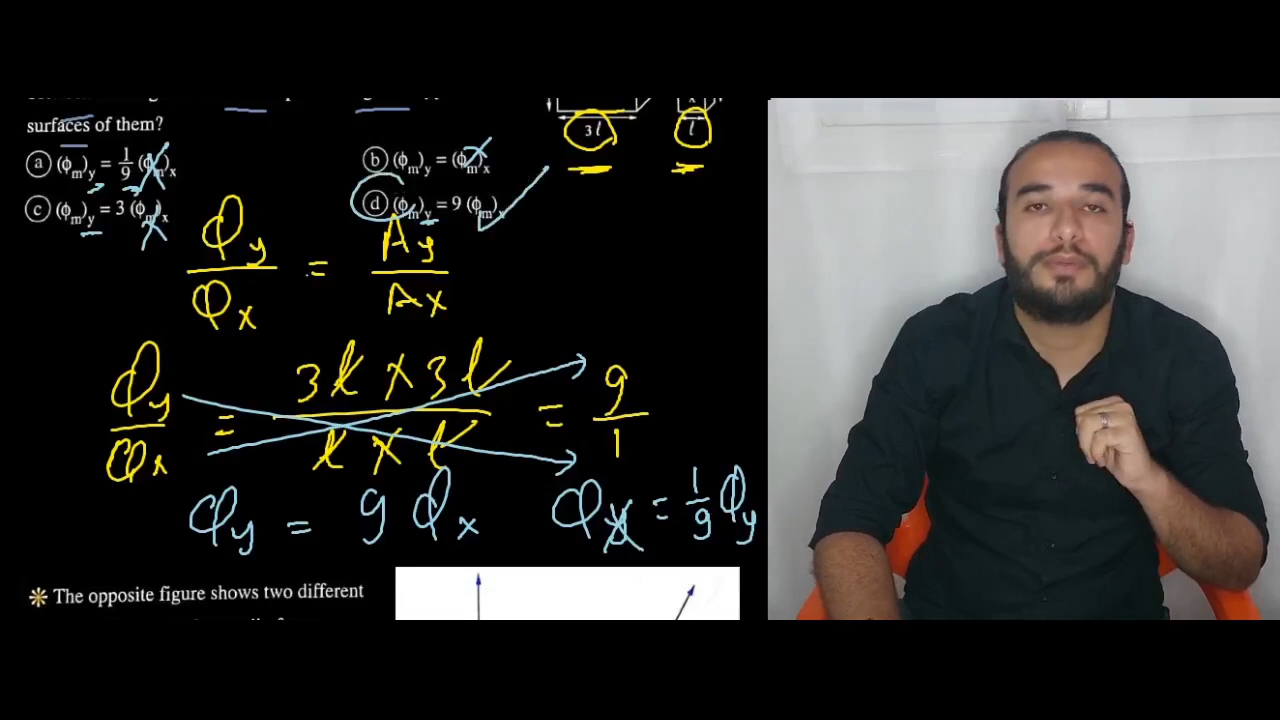 surfaces of them?
3 l
l
x
a (ϕm)y = 1/9 (ϕm)x
b (ϕm)y = (ϕm)x
c (ϕm)y = 3 (ϕm)x
d (ϕm)y = 9 (ϕm)x
Φy / Φx = Ay / Ax
Φy / Φx = 3l × 3l / l × l = 9 / 1
Φy = 9 Φx
Φx = 1/9 Φy
✻ The opposite figure shows two different